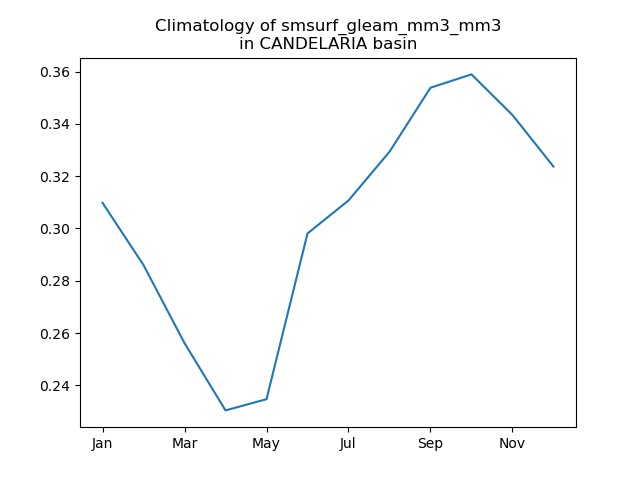 Climatology of smsurf_gleam_mm3_mm3
in CANDELARIA basin
0.36
0.34
0.32
0.30
0.28
0.26
0.24
Jan Mar May Jul Sep Nov